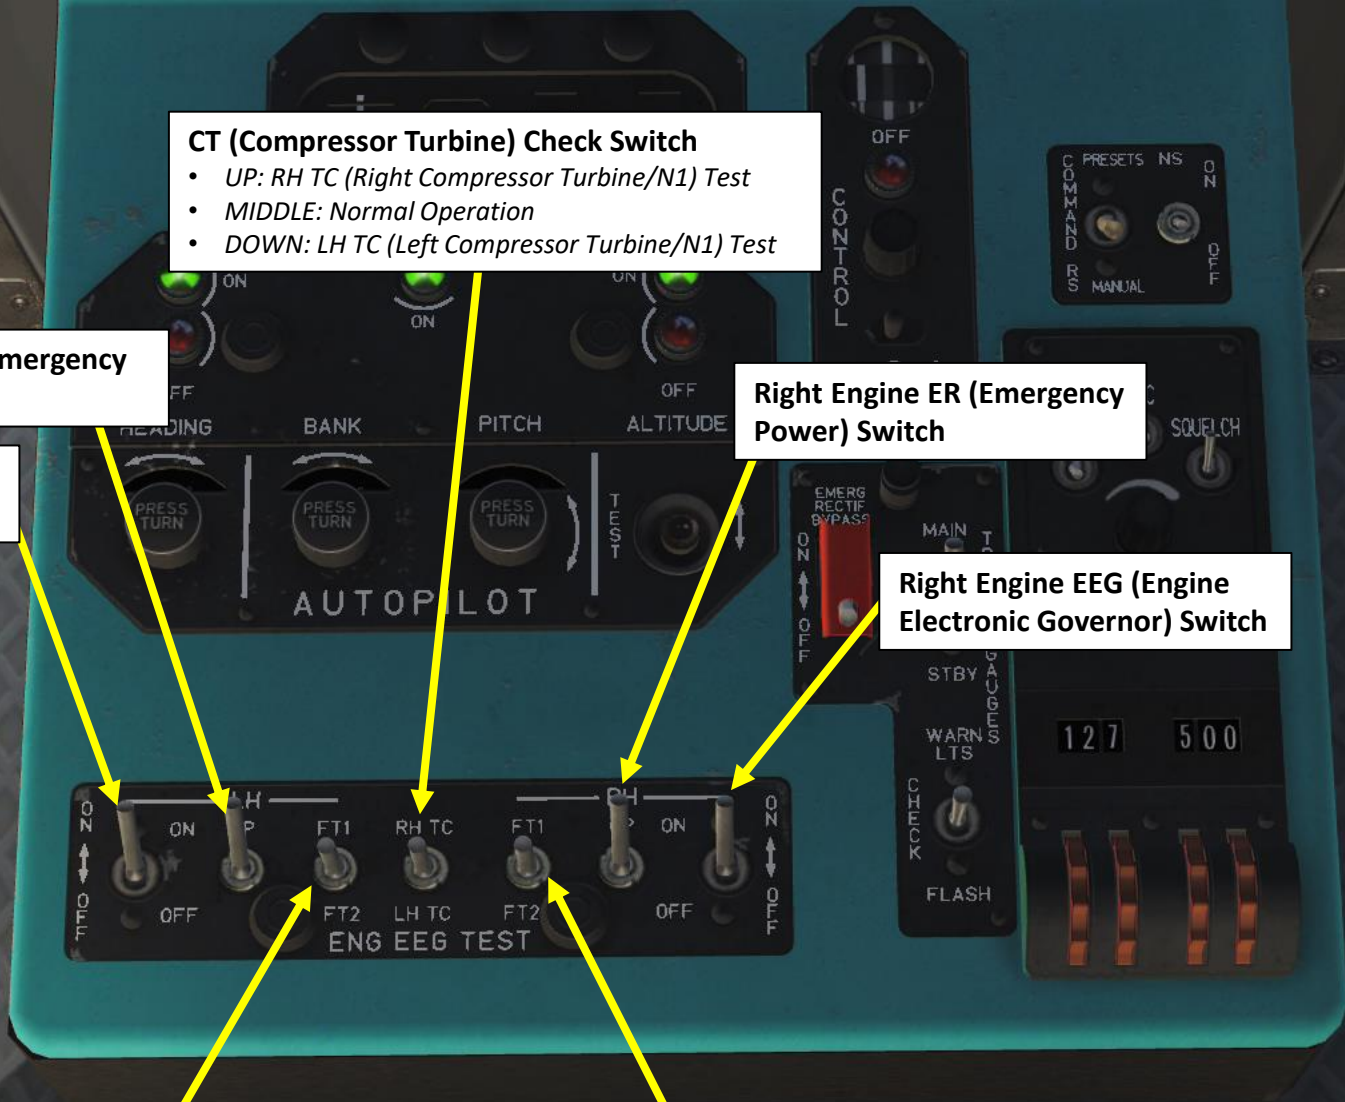 CT (Compressor Turbine) Check Switch
• UP: RH TC (Right Compressor Turbine/N1) Test
• MIDDLE: Normal Operation
• DOWN: LH TC (Left Compressor Turbine/N1) Test
OFF
CONTROL
COMMAND RS
PRESETS NS
ON
OFF
MANUAL
ON
ON
ON
mergency
FF
OFF
Right Engine ER (Emergency
Power) Switch
HEADING
BANK
PITCH
ALTITUDE
C
SQUELCH
PRESS
TURN
PRESS
TURN
PRESS
TURN
TEST
AUTOPILOT
EMERG
RECTIF
BYPASS
ON
OFF
MAIN
Right Engine EEG (Engine
Electronic Governor) Switch
STBY
GAUGES
127
500
WARN
LTS
CHECK
FLASH
LH
RH
ON
ON
P
FT1
RH TC
FT1
P
ON
ON
OFF
OFF
FT2
LH TC
FT2
OFF
OFF
ENG EEG TEST